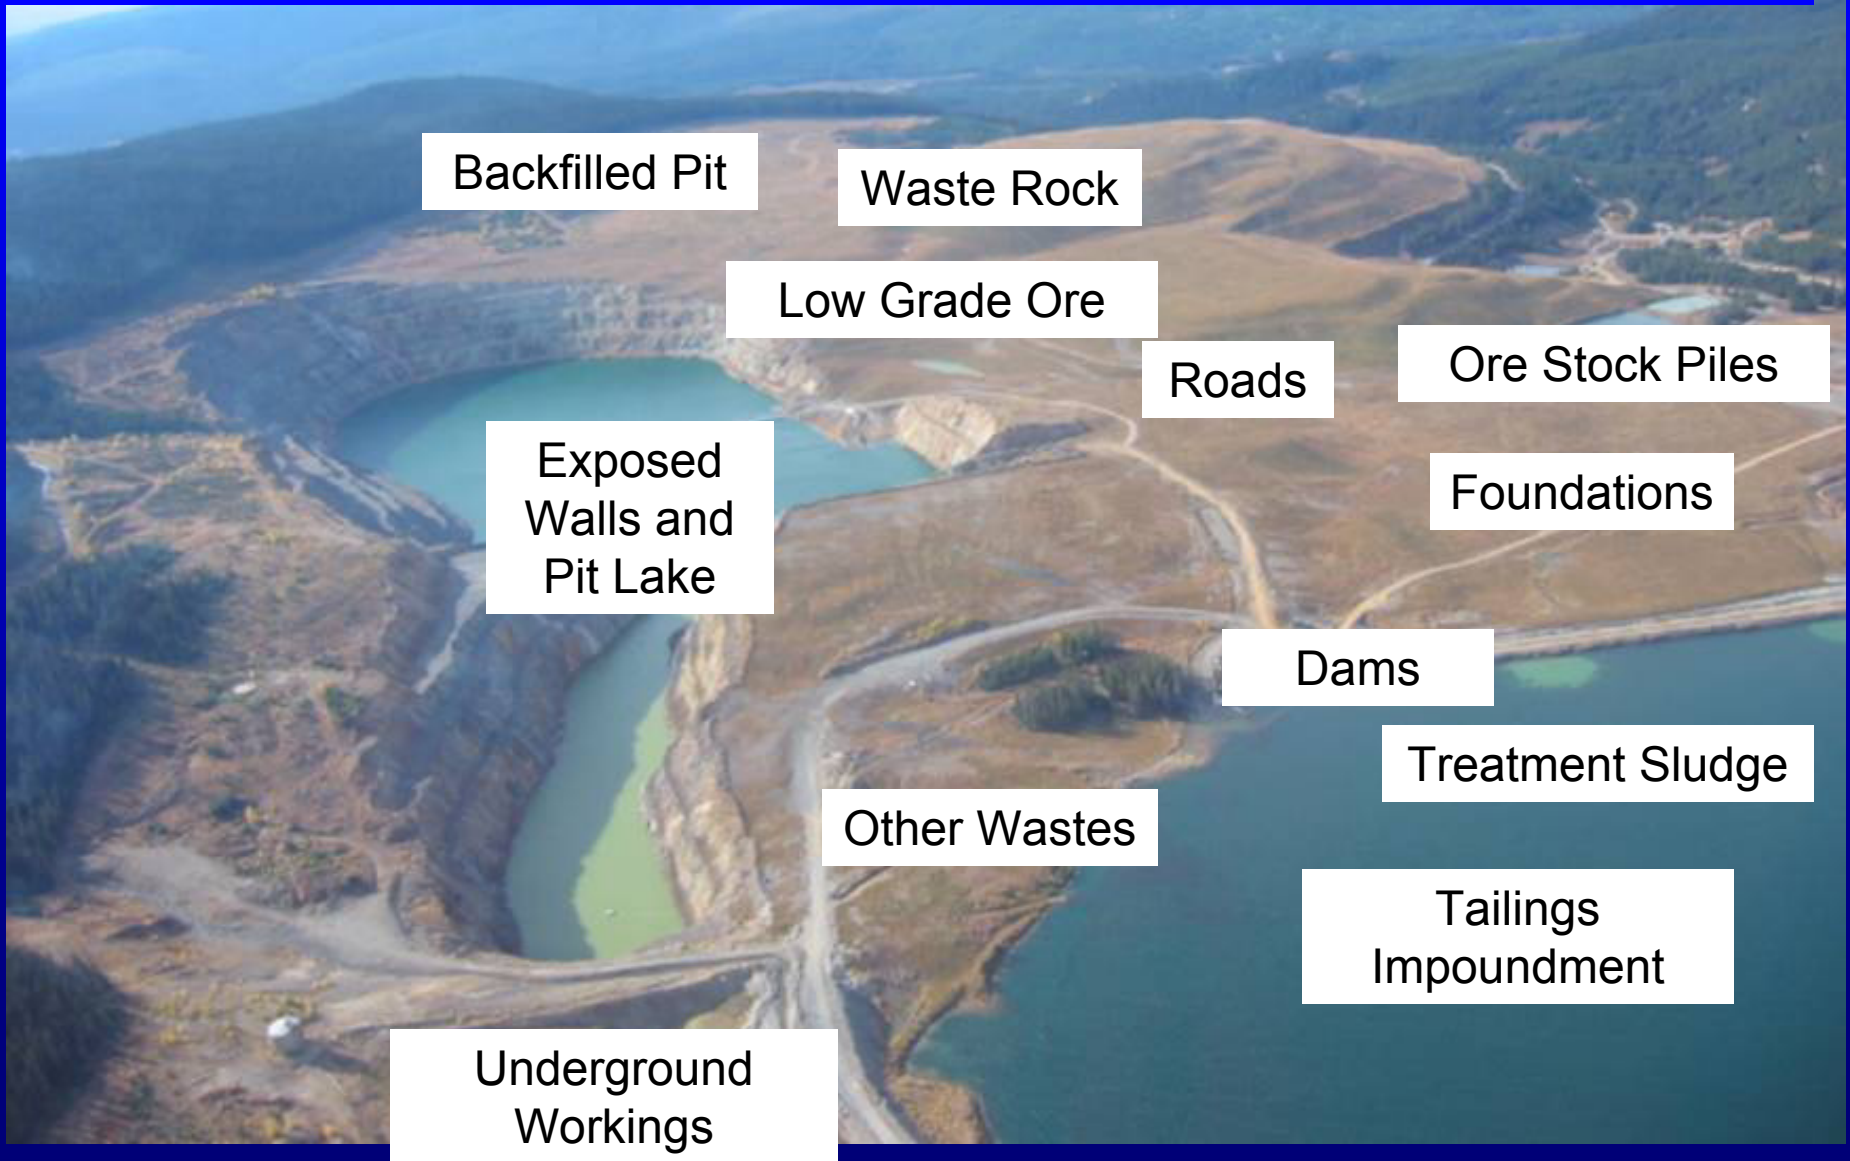 Backfilled Pit
Waste Rock
Low Grade Ore
Roads
Ore Stock Piles
Exposed
Walls and
Pit Lake
Foundations
Dams
Treatment Sludge
Other Wastes
Tailings
Impoundment
Underground
Workings